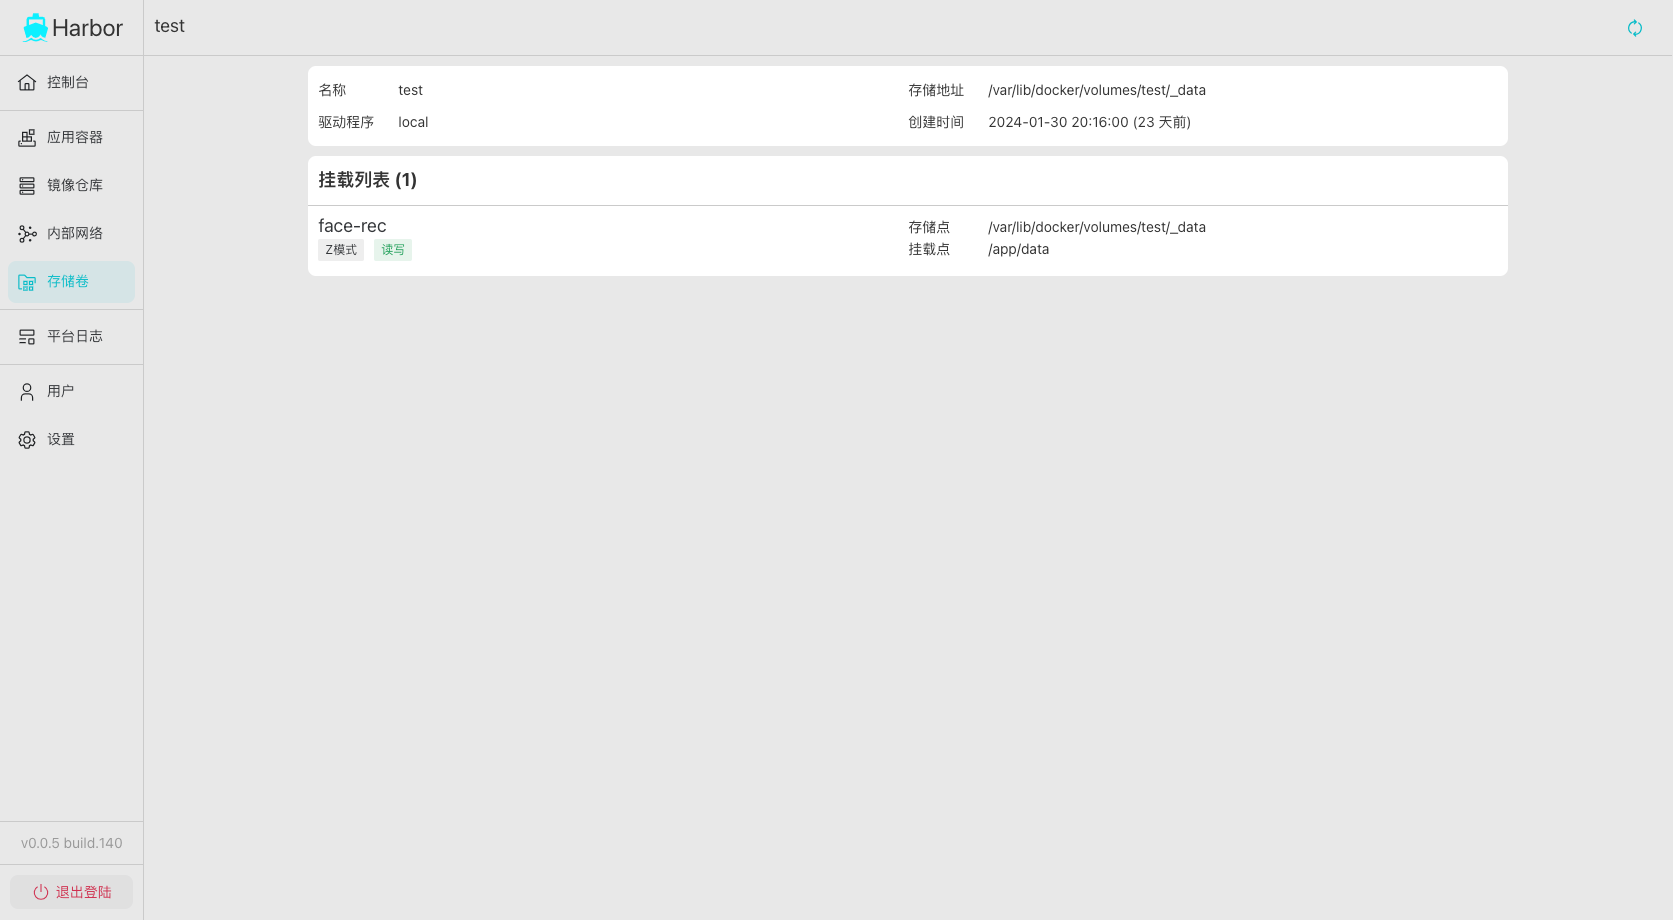 Harbor
test
控制台
应用容器
镜像仓库
内部网络
存储卷
平台日志
用户
设置
v0.0.5 build.140
退出登陆
名称 test 存储地址 /var/lib/docker/volumes/test/_data
驱动程序 local 创建时间 2024-01-30 20:16:00 (23 天前)
挂载列表 (1)
face-rec 存储点 /var/lib/docker/volumes/test/_data
Z模式 读写 挂载点 /app/data